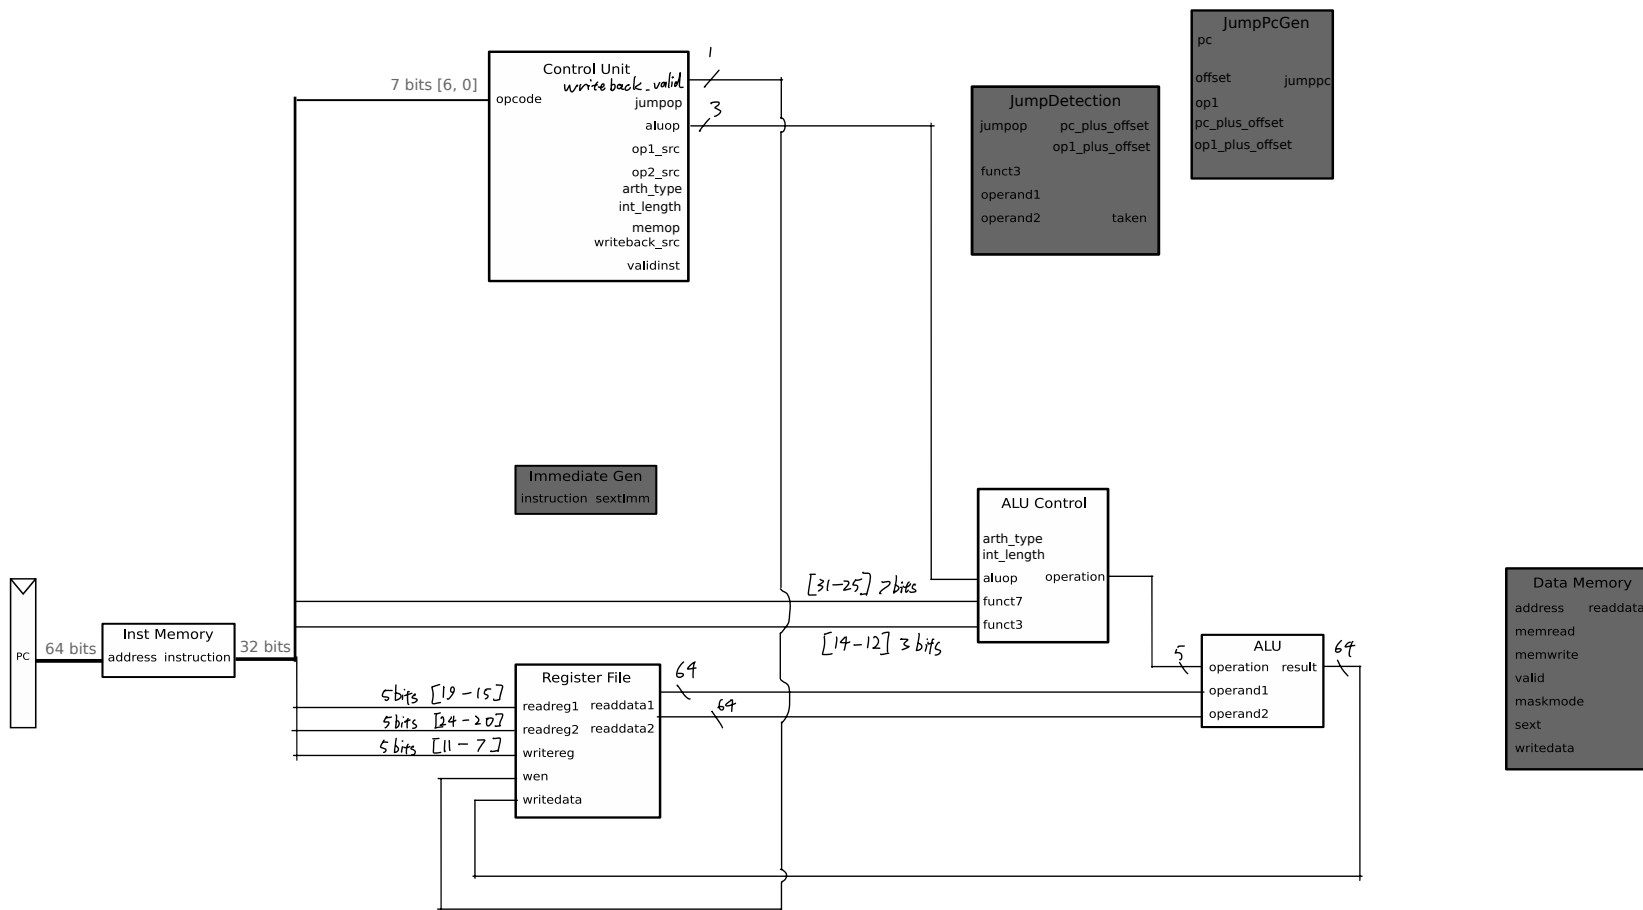 JumpPcGen
pc
offset
jumppc
op1
pc_plus_offset
op1_plus_offset
Control Unit
writeback_valid
1
7 bits [6, 0]
opcode
jumpop
aluop
3
op1_src
op2_src
arth_type
int_length
memop
writeback_src
validinst
JumpDetection
jumpop
pc_plus_offset
op1_plus_offset
funct3
operand1
operand2
taken
Immediate Gen
instruction
sextImm
ALU Control
arth_type
int_length
aluop
operation
funct7
funct3
[31-25] 7bits
[14-12] 3 bits
PC
64 bits
Inst Memory
address
instruction
32 bits
Register File
5bits [19-15]
readreg1
readdata1
64
5bits [24-20]
readreg2
readdata2
64
5 bits [11-7]
writereg
wen
writedata
ALU
5
operation
result
64
operand1
operand2
Data Memory
address
readdata
memread
memwrite
valid
maskmode
sext
writedata